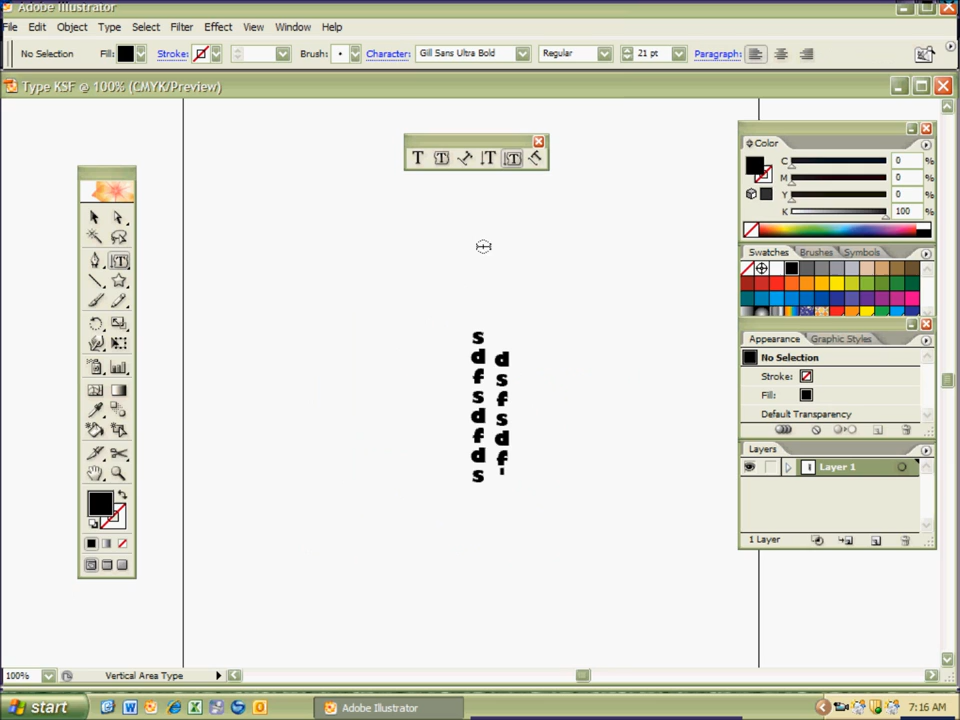 Adobe Illustrator
File Edit Object Type Select Filter Effect View Window Help
No Selection Fill: Stroke: Brush: Character: Gill Sans Ultra Bold Regular 21 pt Paragraph:
Type KSF @ 100% (CMYK/Preview)
T T T T T T
Color
C 0 %
M 0 %
Y 0 %
K 100 %
Swatches Brushes Symbols
Appearance Graphic Styles
No Selection
Stroke:
Fill:
Default Transparency
Layers
Layer 1
1 Layer
T
sdfsdfds
dsfsdf'
100% Vertical Area Type
start Adobe Illustrator 7:16 AM